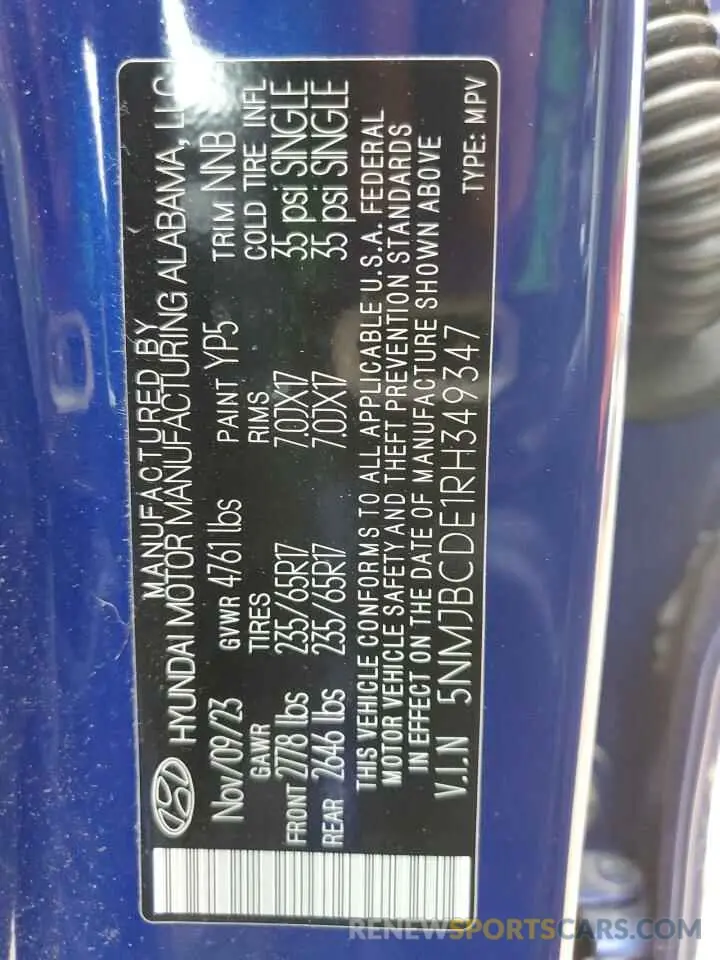 MANUFACTURED BY
HYUNDAI MOTOR MANUFACTURING ALABAMA, LLC
Nov/09/23 GVWR 4761 lbs PAINT YP5 TRIM NNB
GAWR TIRES RIMS COLD TIRE INFL
FRONT 2778 lbs 235/65R17 7.0JX17 35 psi SINGLE
REAR 2646 lbs 235/65R17 7.0JX17 35 psi SINGLE
THIS VEHICLE CONFORMS TO ALL APPLICABLE U.S.A. FEDERAL
MOTOR VEHICLE SAFETY AND THEFT PREVENTION STANDARDS
IN EFFECT ON THE DATE OF MANUFACTURE SHOWN ABOVE
V.I.N 5NMJBCDE1RH349347
TYPE: MPV
RENEWSPORTSCARS.COM